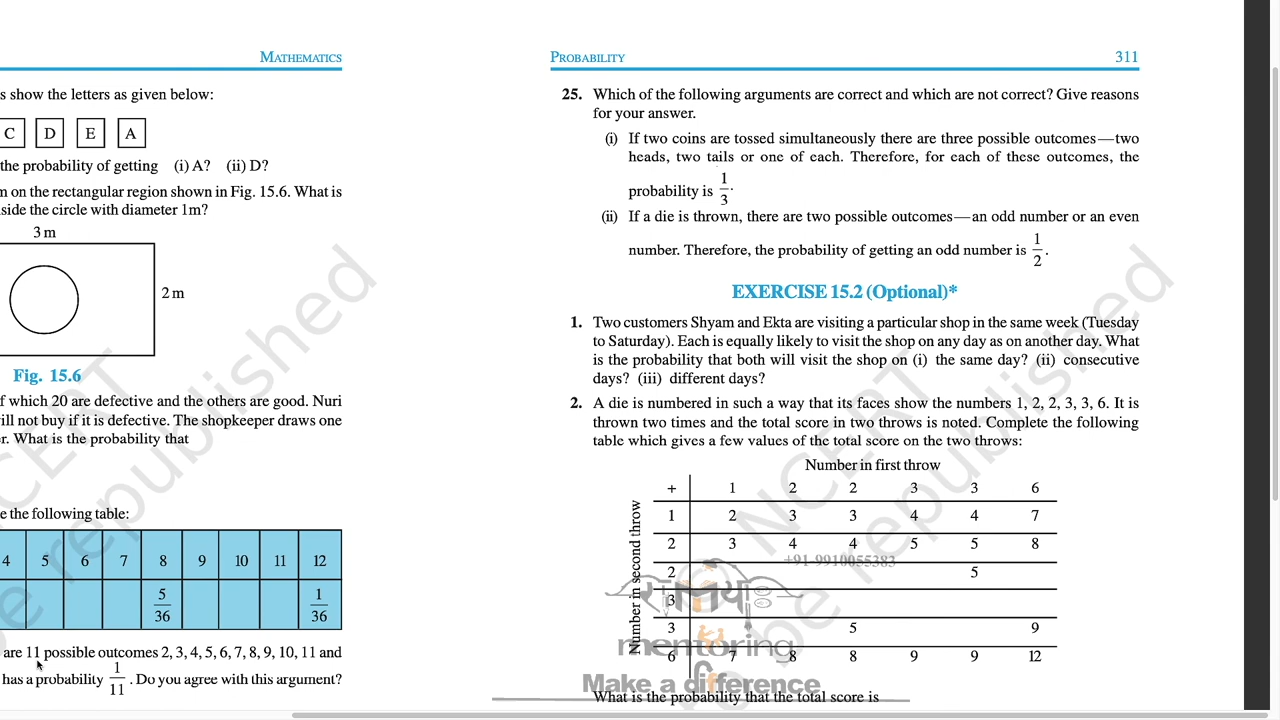 MATHEMATICS
s show the letters as given below:
C D E A
the probability of getting (i) A? (ii) D?
m on the rectangular region shown in Fig. 15.6. What is
side the circle with diameter 1m?
3 m
2 m
Fig. 15.6
f which 20 are defective and the others are good. Nuri
ill not buy if it is defective. The shopkeeper draws one
r. What is the probability that
e the following table:
4 5 6 7 8 9 10 11 12
5/36 1/36
are 11 possible outcomes 2, 3, 4, 5, 6, 7, 8, 9, 10, 11 and
has a probability 1/11. Do you agree with this argument?
PROBABILITY 311
25. Which of the following arguments are correct and which are not correct? Give reasons
for your answer.
(i) If two coins are tossed simultaneously there are three possible outcomes—two
heads, two tails or one of each. Therefore, for each of these outcomes, the
probability is 1/3.
(ii) If a die is thrown, there are two possible outcomes—an odd number or an even
number. Therefore, the probability of getting an odd number is 1/2.
EXERCISE 15.2 (Optional)*
1. Two customers Shyam and Ekta are visiting a particular shop in the same week (Tuesday
to Saturday). Each is equally likely to visit the shop on any day as on another day. What
is the probability that both will visit the shop on (i) the same day? (ii) consecutive
days? (iii) different days?
2. A die is numbered in such a way that its faces show the numbers 1, 2, 2, 3, 3, 6. It is
thrown two times and the total score in two throws is noted. Complete the following
table which gives a few values of the total score on the two throws:
Number in first throw
Number in second throw
+ 1 2 2 3 3 6
1 2 3 3 4 4 7
2 3 4 4 5 5 8
2 5
3
3 5 9
6 7 8 8 9 9 12
What is the probability that the total score is
+91-9910055383
mentoring
Make a difference
NCERT
be republished
NCERT
to be republished